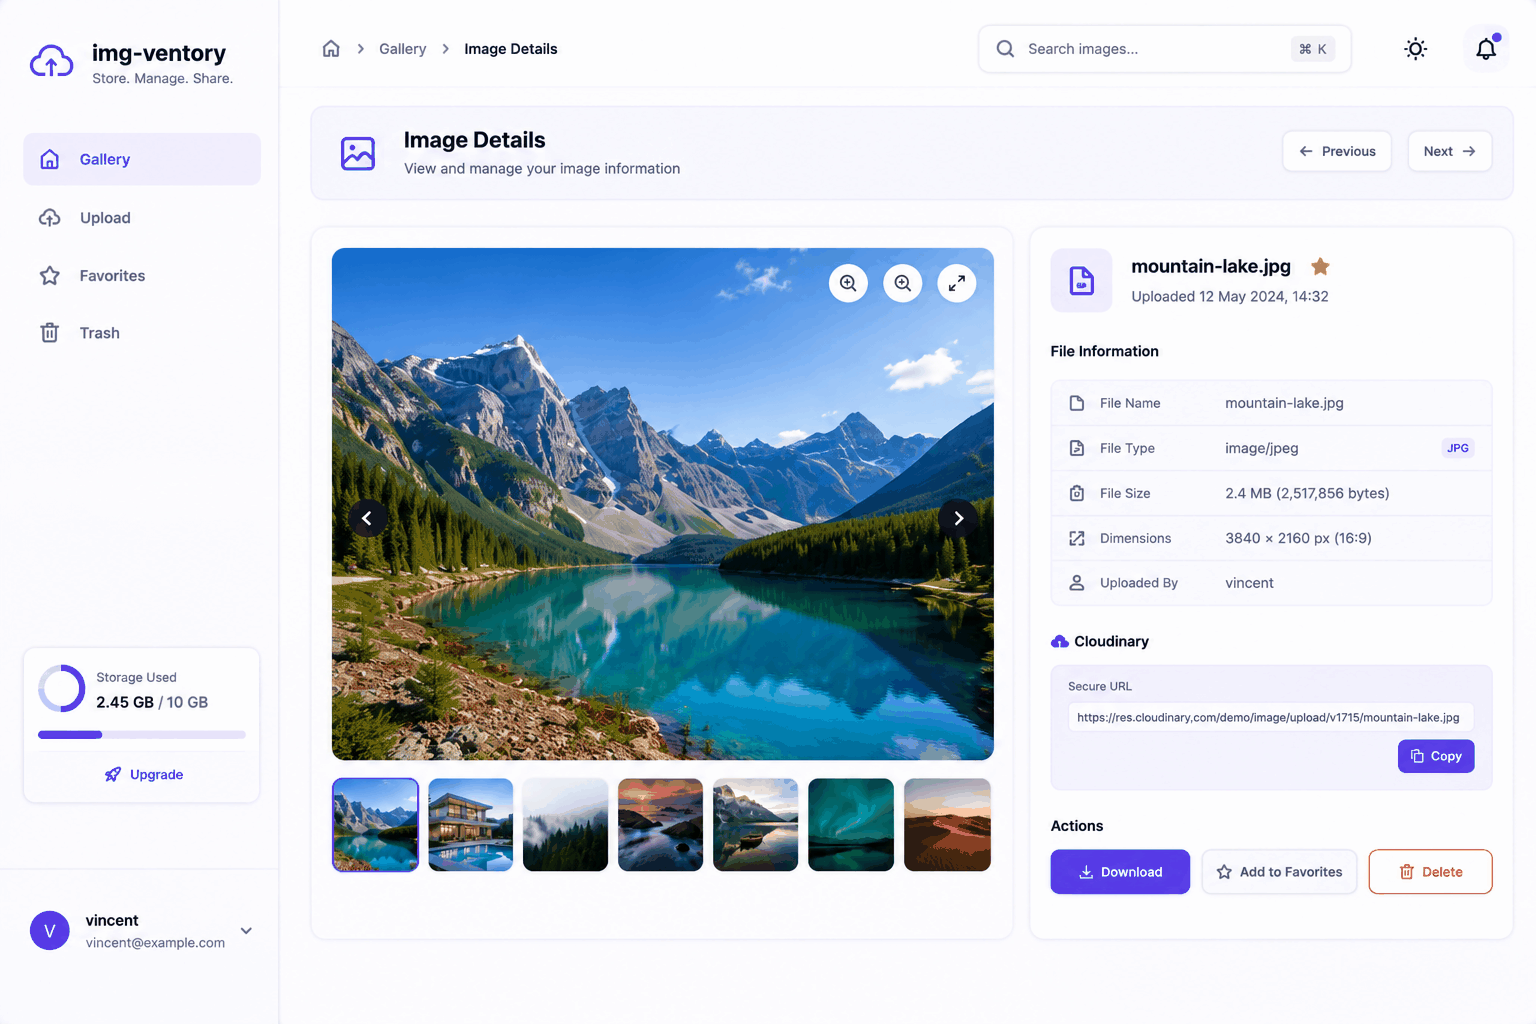 img-ventory
Store. Manage. Share.
Gallery
Upload
Favorites
Trash
Storage Used
2.45 GB / 10 GB
Upgrade
V
vincent
vincent@example.com
Gallery
Image Details
Search images...
⌘ K
Image Details
View and manage your image information
Previous
Next
mountain-lake.jpg
Uploaded 12 May 2024, 14:32
File Information
File Name mountain-lake.jpg
File Type image/jpeg JPG
File Size 2.4 MB (2,517,856 bytes)
Dimensions 3840 × 2160 px (16:9)
Uploaded By vincent
Cloudinary
Secure URL
https://res.cloudinary,com/demo/image/upload/v1715/mountain-lake.jpg
Copy
Actions
Download
Add to Favorites
Delete